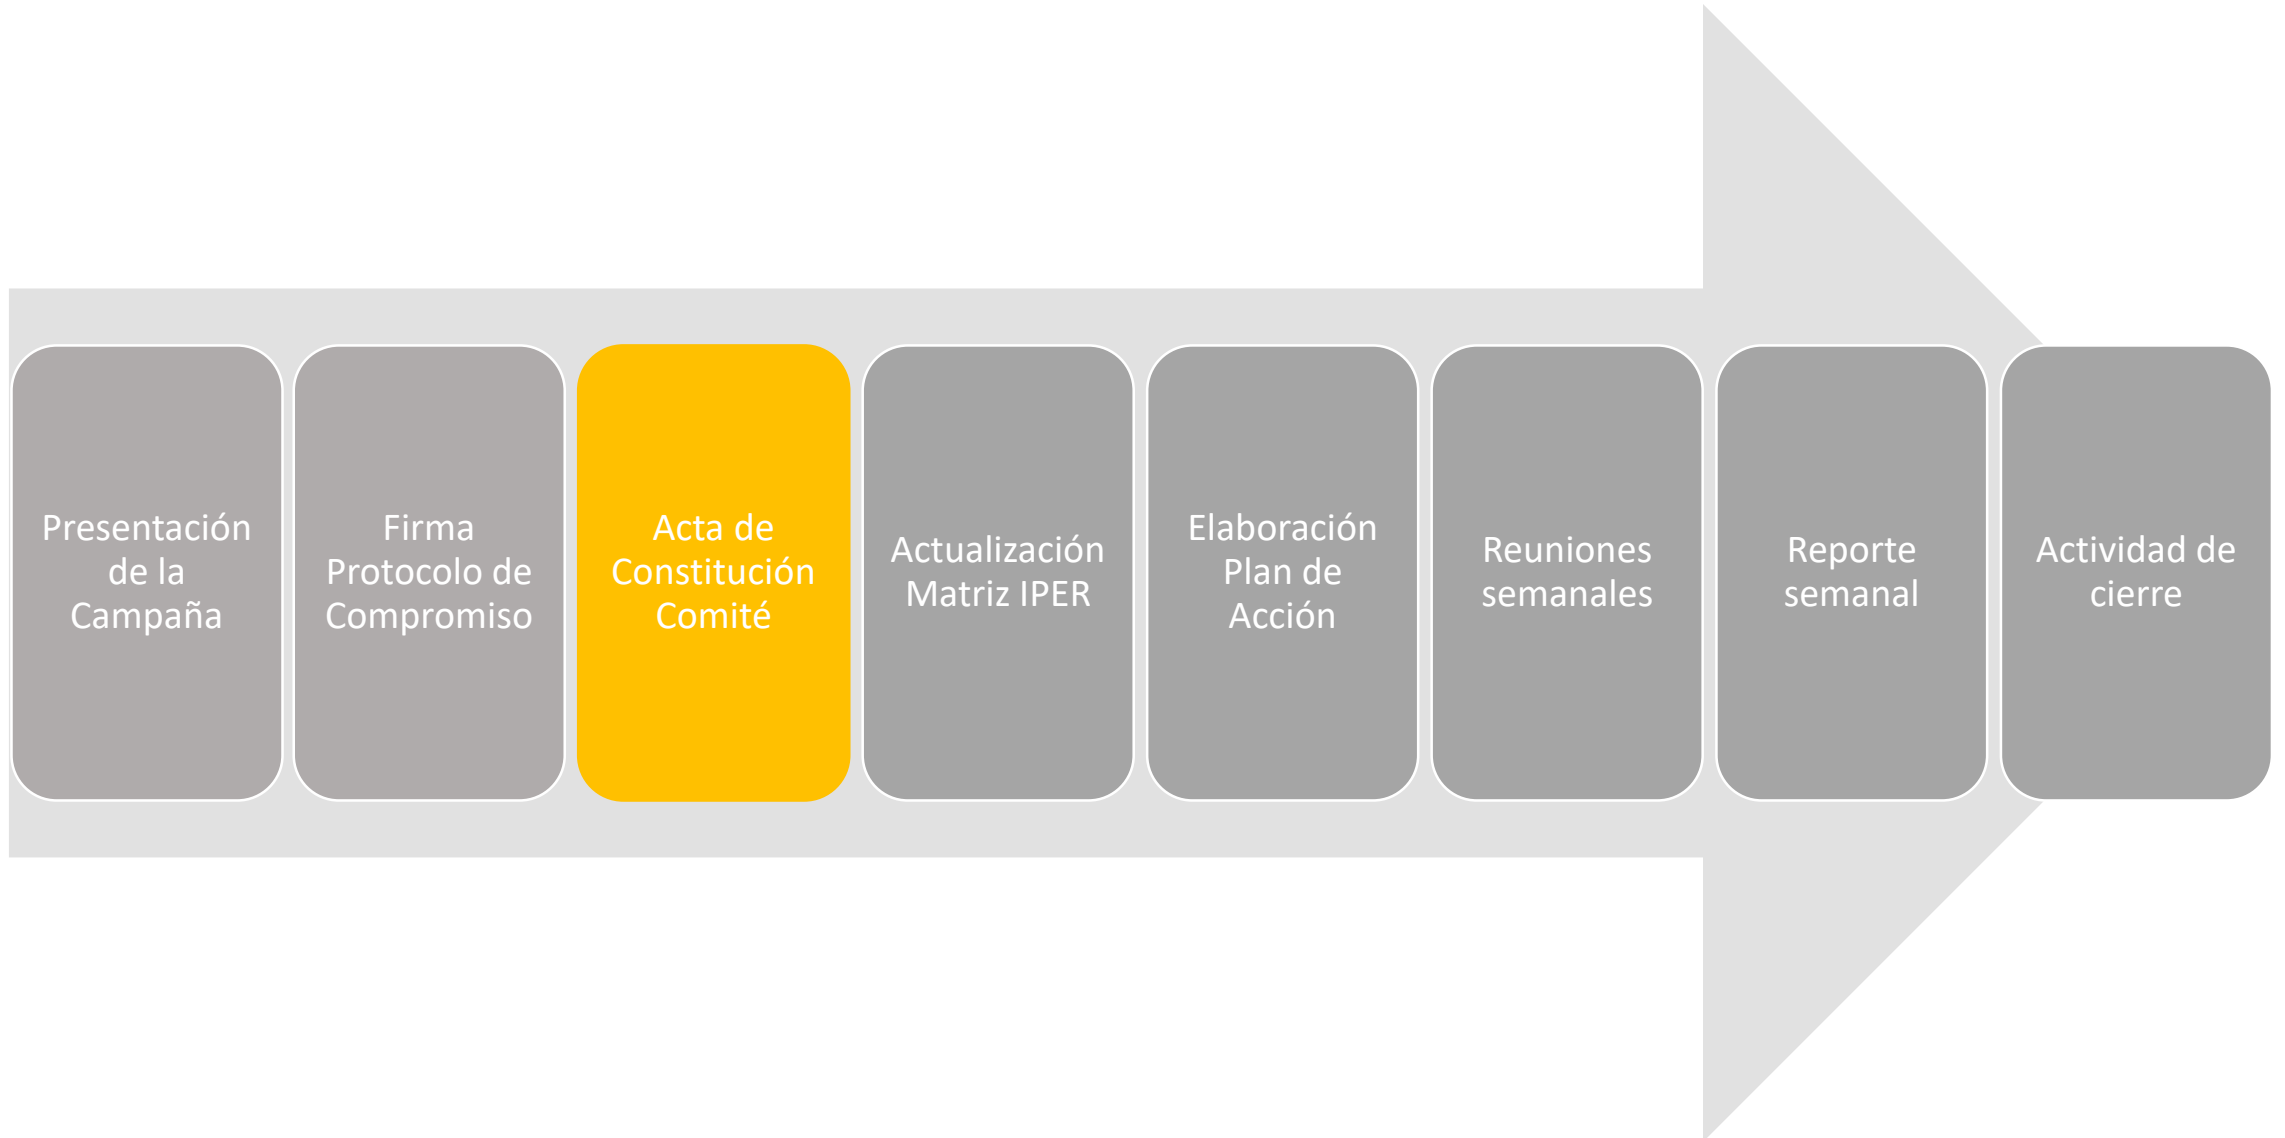 Presentación
de la
Campaña
Firma
Protocolo de
Compromiso
Acta de
Constitución
Comité
Actualización
Matriz IPER
Elaboración
Plan de
Acción
Reuniones
semanales
Reporte
semanal
Actividad de
cierre